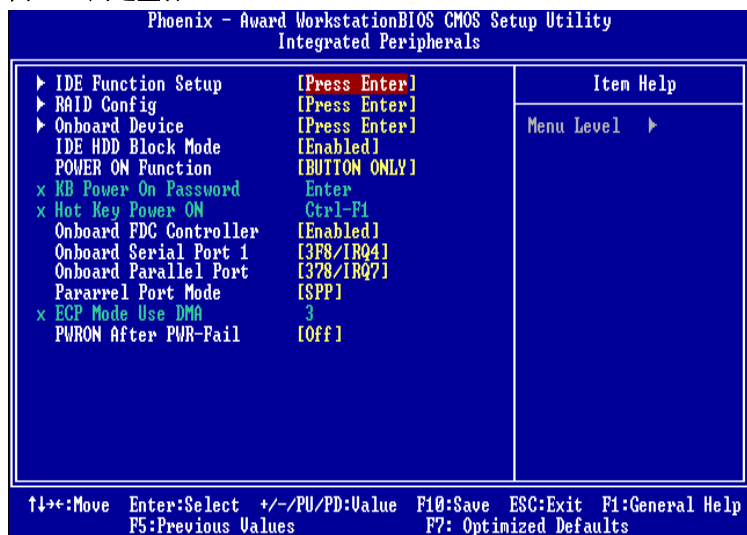 Phoenix - Award WorkstationBIOS CMOS Setup Utility
Integrated Peripherals
▶ IDE Function Setup [Press Enter]
▶ RAID Config [Press Enter]
▶ Onboard Device [Press Enter]
IDE HDD Block Mode [Enabled]
POWER ON Function [BUTTON ONLY]
x KB Power On Password Enter
x Hot Key Power ON Ctrl-F1
Onboard FDC Controller [Enabled]
Onboard Serial Port 1 [3F8/IRQ4]
Onboard Parallel Port [378/IRQ7]
Pararrel Port Mode [SPP]
x ECP Mode Use DMA 3
PWRON After PWR-Fail [Off]
Item Help
Menu Level ▶
↑↓→←:Move Enter:Select +/-/PU/PD:Value F10:Save ESC:Exit F1:General Help
F5:Previous Values F7: Optimized Defaults